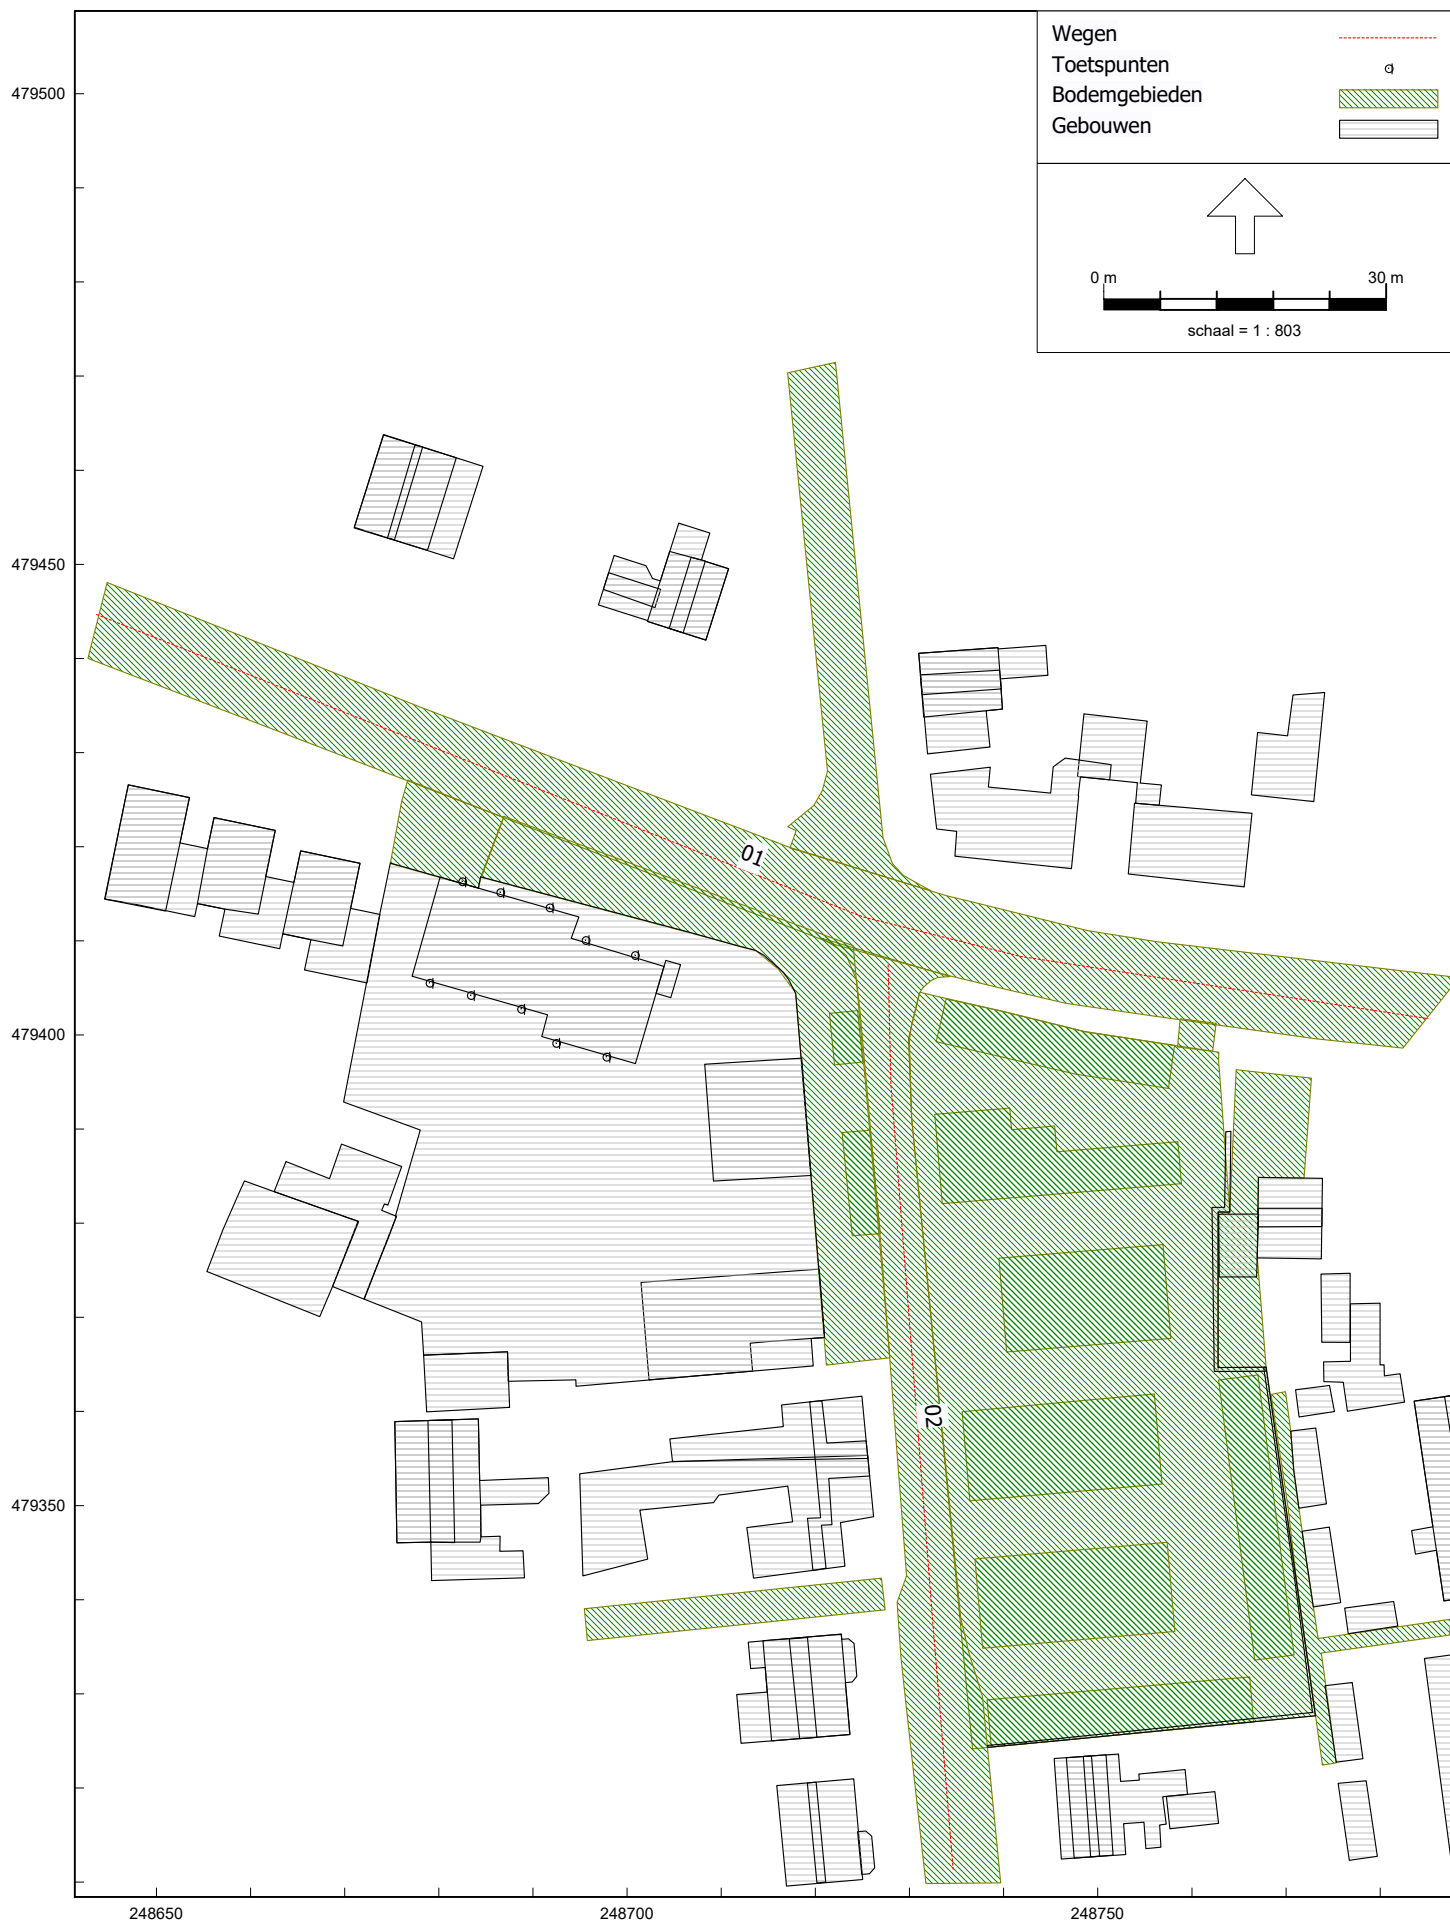 Wegen
Toetspunten
Bodemgebieden
Gebouwen
0 m 30 m
schaal = 1 : 803
479500
479450
01
479400
02
479350
248650 248700 248750